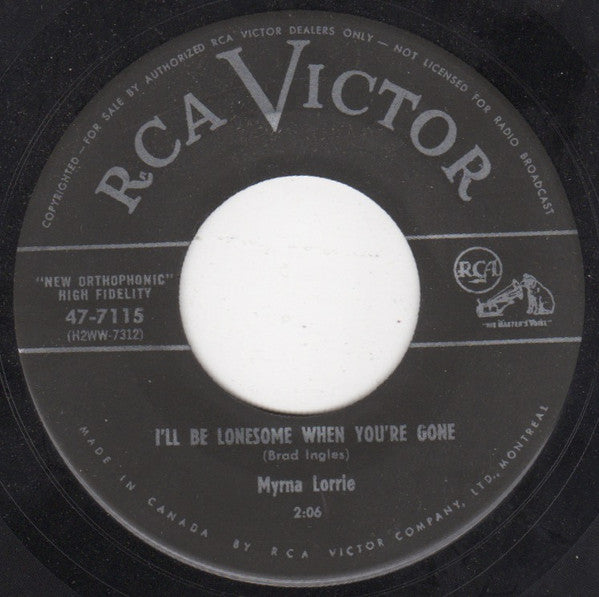 COPYRIGHTED — FOR SALE BY AUTHORIZED RCA VICTOR DEALERS ONLY — NOT LICENSED FOR RADIO BROADCAST
RCA VICTOR
"NEW ORTHOPHONIC"
HIGH FIDELITY
47-7115
(H2WW-7312)
RCA
"HIS MASTER'S VOICE"
I'LL BE LONESOME WHEN YOU'RE GONE
(Brad Ingles)
Myrna Lorrie
2:06
MADE IN CANADA BY RCA VICTOR COMPANY, LTD., MONTREAL